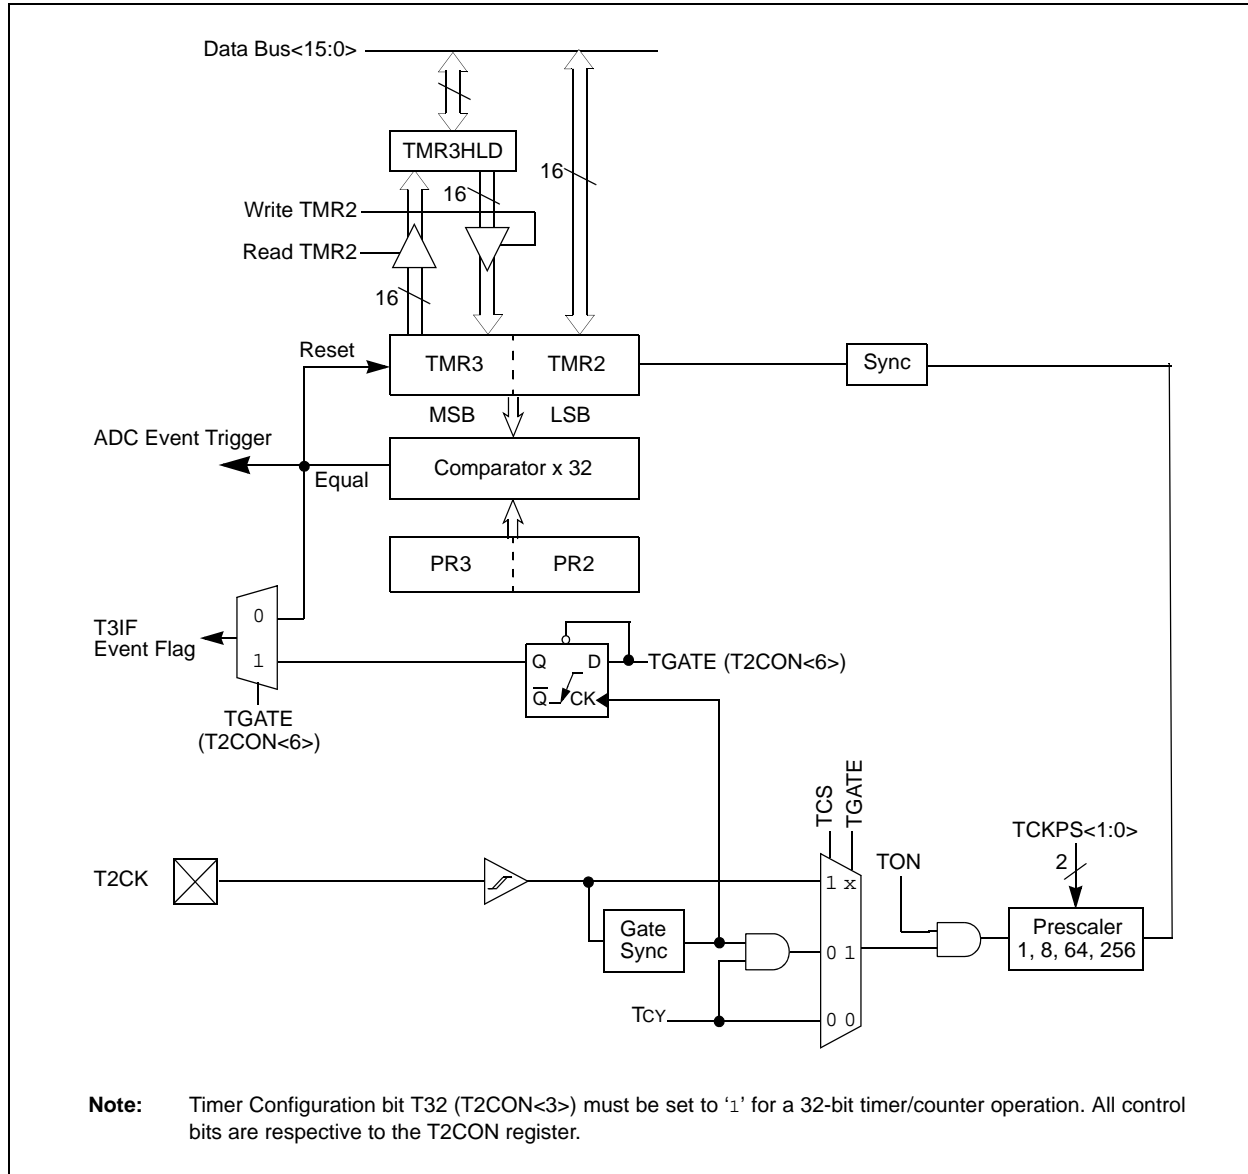 Data Bus<15:0>
TMR3HLD
16
16
Write TMR2
Read TMR2
16
Reset
TMR3
TMR2
Sync
MSB
LSB
ADC Event Trigger
Equal
Comparator x 32
PR3
PR2
0
T3IF
Event Flag
1
Q
D
TGATE (T2CON<6>)
Q
CK
TGATE
(T2CON<6>)
TCS
TGATE
TCKPS<1:0>
2
TON
T2CK
1 x
Gate
Sync
0 1
Prescaler
1, 8, 64, 256
TCY
0 0
Note: Timer Configuration bit T32 (T2CON<3>) must be set to ‘1’ for a 32-bit timer/counter operation. All control
bits are respective to the T2CON register.